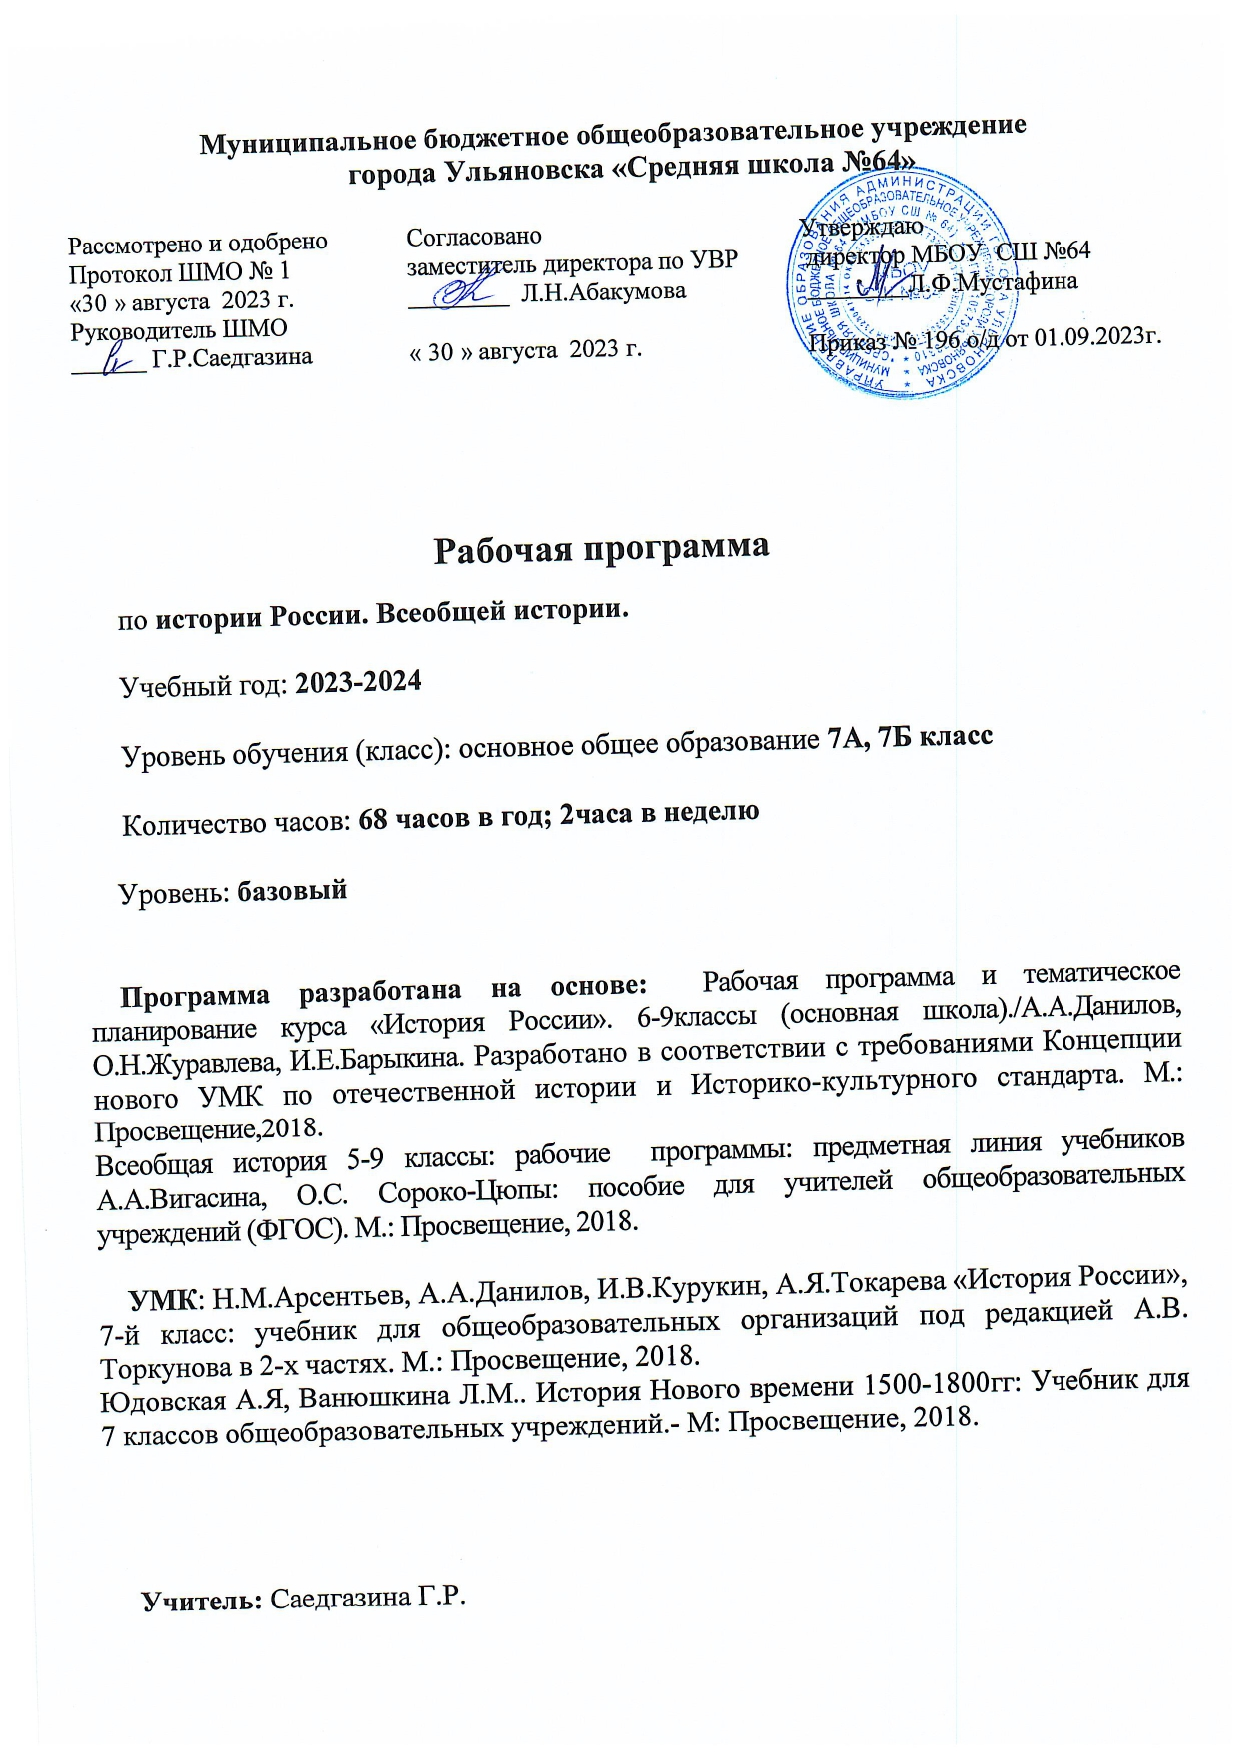 Муниципальное бюджетное общеобразовательное учреждение
города Ульяновска «Средняя школа №64»
Рассмотрено и одобрено
Протокол ШМО № 1
«30 » августа 2023 г.
Руководитель ШМО
______ Г.Р.Саедгазина
Согласовано
заместитель директора по УВР
________ Л.Н.Абакумова
« 30 » августа 2023 г.
Утверждаю
директор МБОУ СШ №64
________Л.Ф.Мустафина
Приказ № 196 о/д от 01.09.2023г.
Рабочая программа
по истории России. Всеобщей истории.
Учебный год: 2023-2024
Уровень обучения (класс): основное общее образование 7А, 7Б класс
Количество часов: 68 часов в год; 2часа в неделю
Уровень: базовый
Программа разработана на основе: Рабочая программа и тематическое
планирование курса «История России». 6-9классы (основная школа)./А.А.Данилов,
О.Н.Журавлева, И.Е.Барыкина. Разработано в соответствии с требованиями Концепции
нового УМК по отечественной истории и Историко-культурного стандарта. М.:
Просвещение,2018.
Всеобщая история 5-9 классы: рабочие программы: предметная линия учебников
А.А.Вигасина, О.С. Сороко-Цюпы: пособие для учителей общеобразовательных
учреждений (ФГОС). М.: Просвещение, 2018.
УМК: Н.М.Арсентьев, А.А.Данилов, И.В.Курукин, А.Я.Токарева «История России»,
7-й класс: учебник для общеобразовательных организаций под редакцией А.В.
Торкунова в 2-х частях. М.: Просвещение, 2018.
Юдовская А.Я, Ванюшкина Л.М.. История Нового времени 1500-1800гг: Учебник для
7 классов общеобразовательных учреждений.- М: Просвещение, 2018.
Учитель: Саедгазина Г.Р.